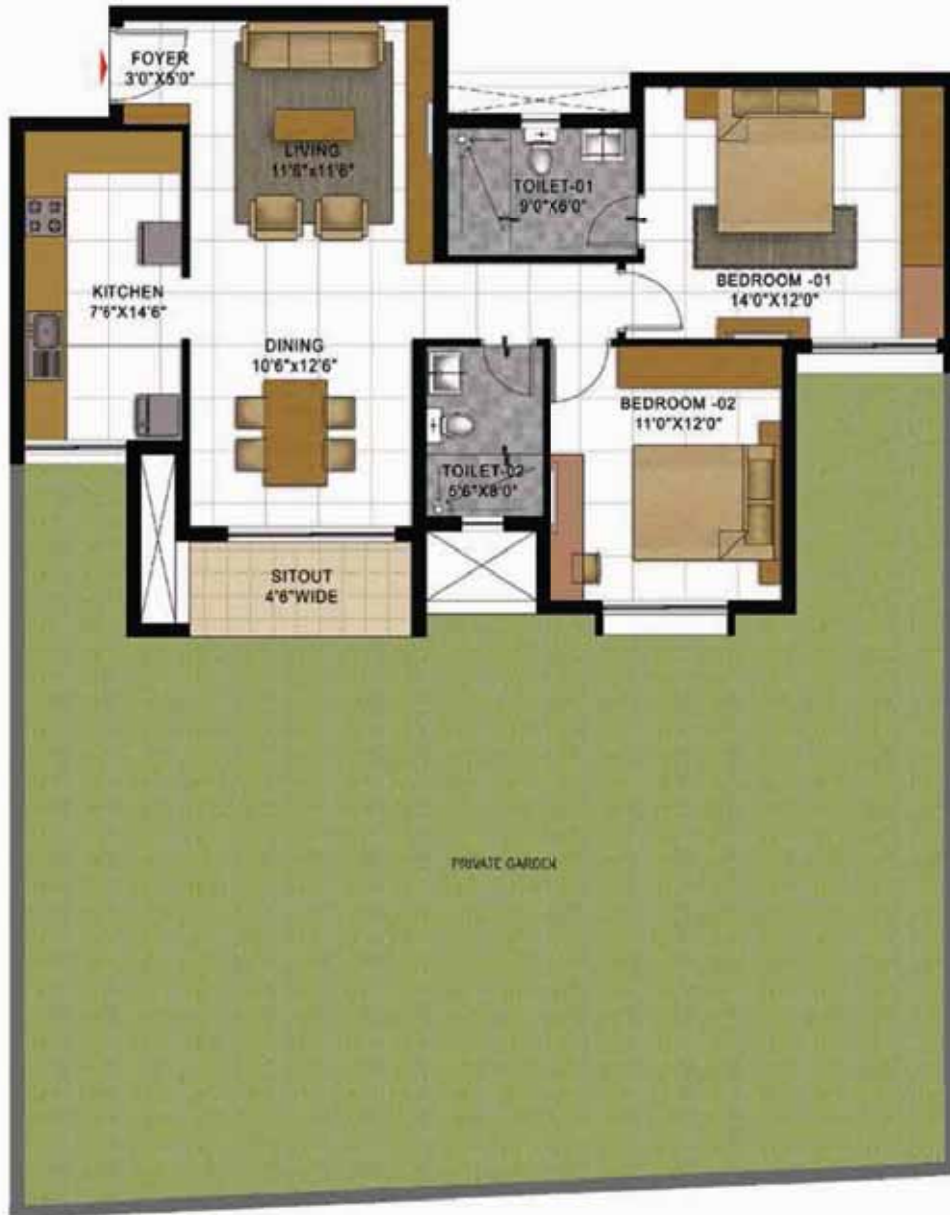 FOYER
3'0"X5'0"
LIVING
11'6"x11'6"
TOILET-01
9'0"X6'0"
BEDROOM -01
14'0"X12'0"
KITCHEN
7'6"X14'6"
DINING
10'6"x12'6"
BEDROOM -02
11'0"X12'0"
TOILET-02
5'6"X8'0"
SITOUT
4'6"WIDE
PRIVATE GARDEN